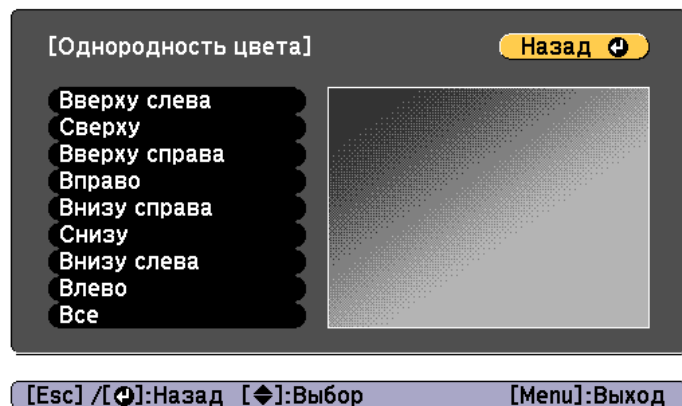 [Однородность цвета] Назад
Вверху слева
Сверху
Вверху справа
Вправо
Внизу справа
Снизу
Внизу слева
Влево
Все
[Esc] /[⏎]:Назад [◆]:Выбор [Menu]:Выход